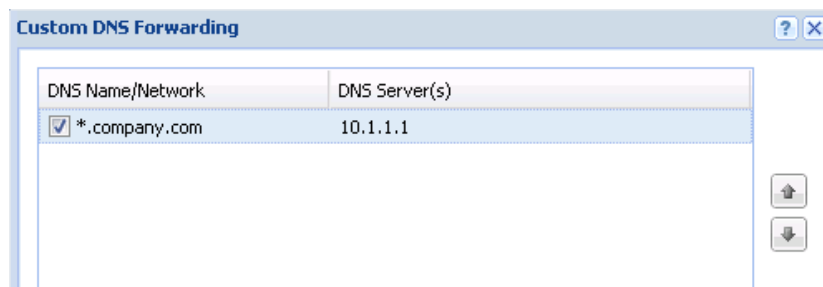 Custom DNS Forwarding
DNS Name/Network DNS Server(s)
*.company.com 10.1.1.1